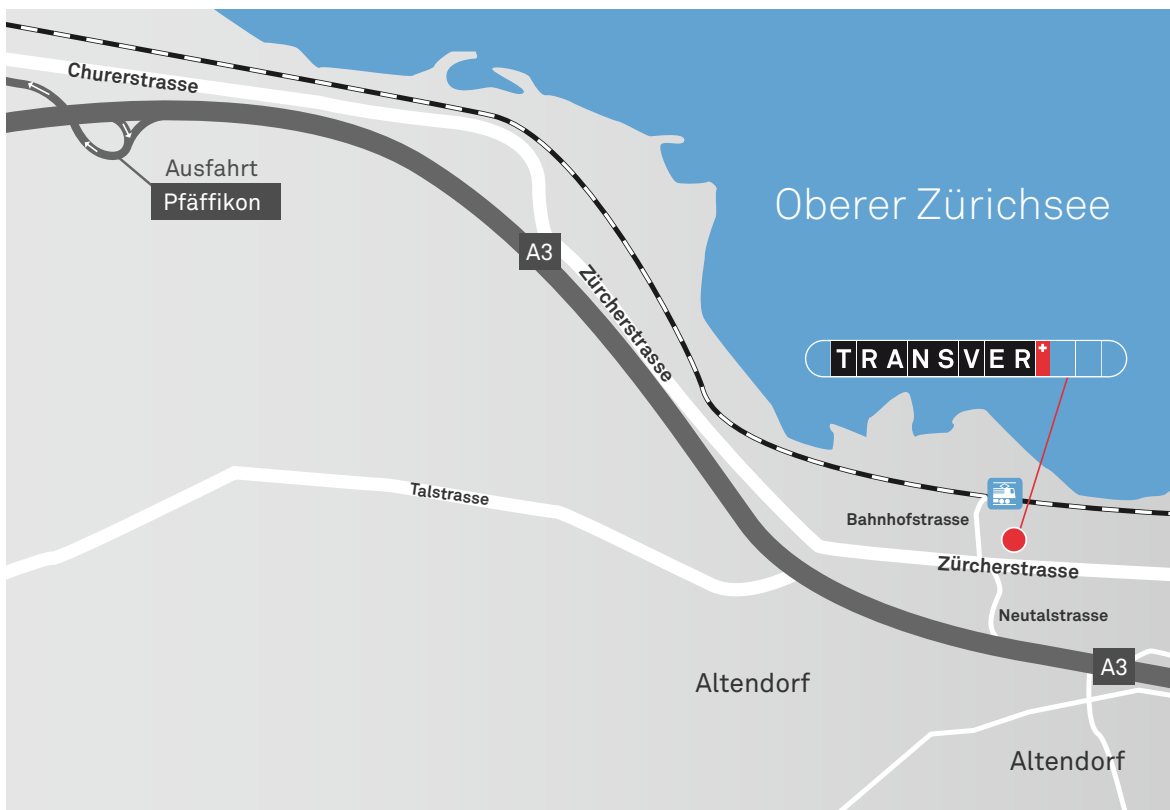 Churerstrasse
Ausfahrt
Pfäffikon
Oberer Zürichsee
A3
Zürcherstrasse
TRANSVER
Talstrasse
Bahnhofstrasse
Zürcherstrasse
Neutalstrasse
A3
Altendorf
Altendorf